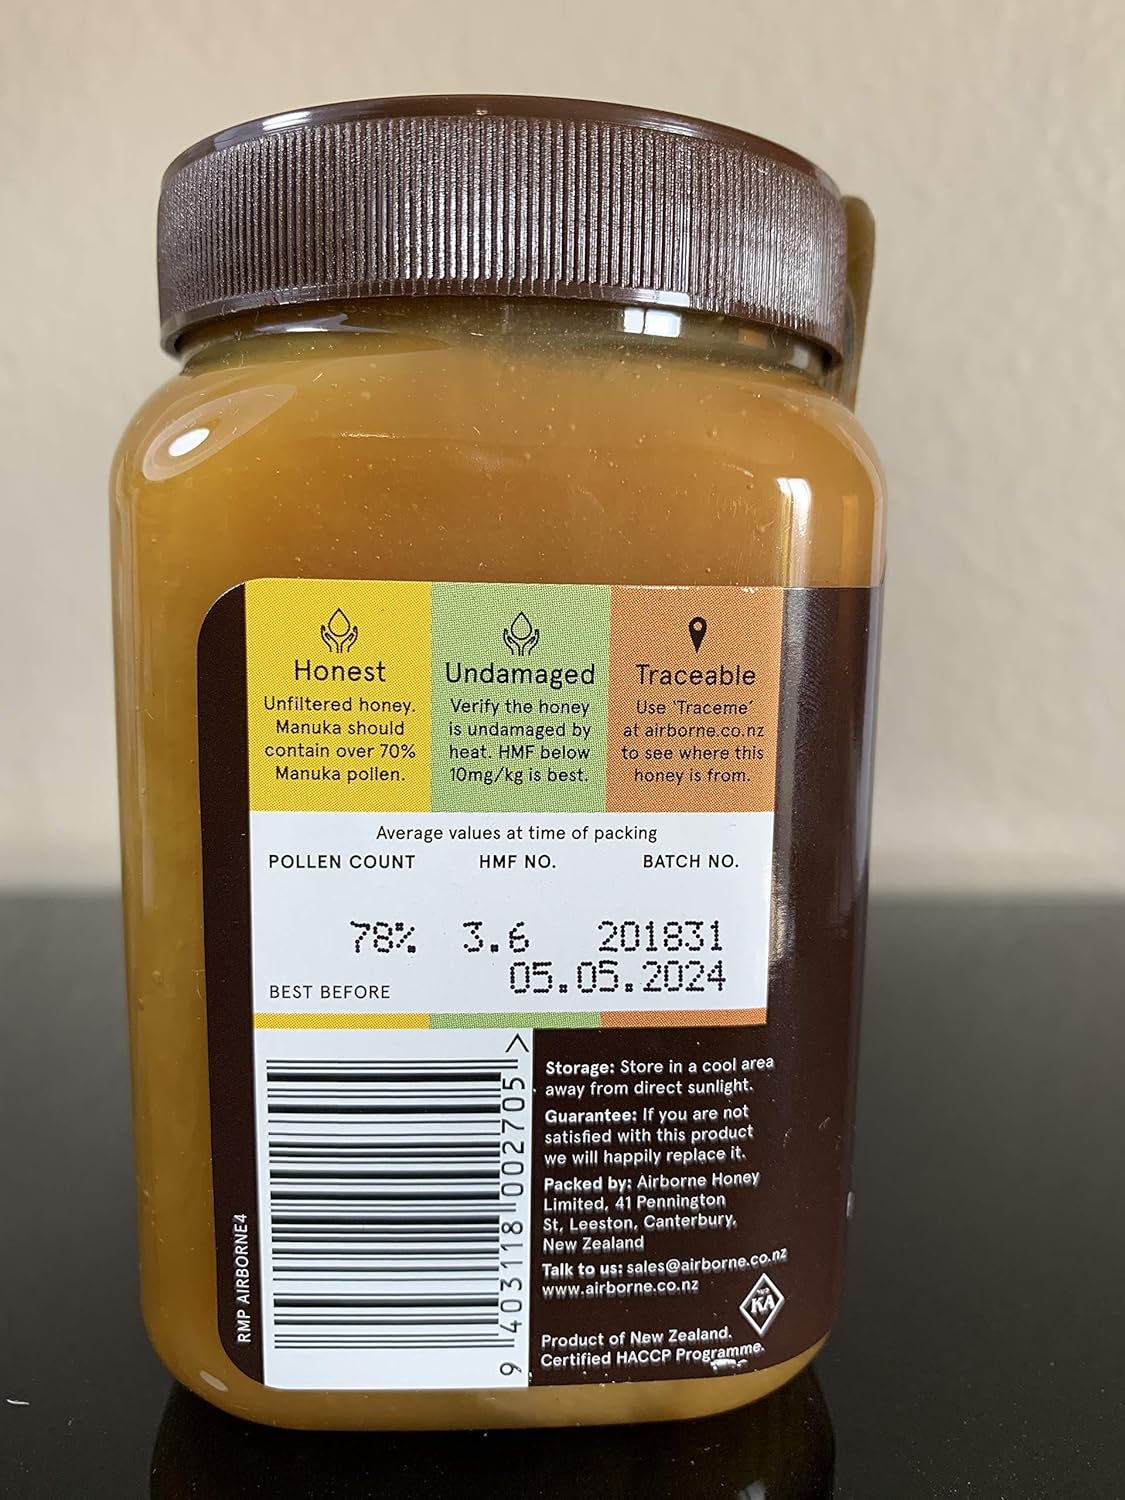 Honest
Unfiltered honey.
Manuka should
contain over 70%
Manuka pollen.
Undamaged
Verify the honey
is undamaged by
heat. HMF below
10mg/kg is best.
Traceable
Use 'Traceme'
at airborne.co.nz
to see where this
honey is from.
Average values at time of packing
POLLEN COUNT HMF NO. BATCH NO.
78% 3.6 201831
BEST BEFORE 05.05.2024
9 403118 002705 >
RMP AIRBORNE4
Storage: Store in a cool area
away from direct sunlight.
Guarantee: If you are not
satisfied with this product
we will happily replace it.
Packed by: Airborne Honey
Limited, 41 Pennington
St, Leeston, Canterbury,
New Zealand
Talk to us: sales@airborne.co.nz
www.airborne.co.nz
KA
Product of New Zealand.
Certified HACCP Programme.